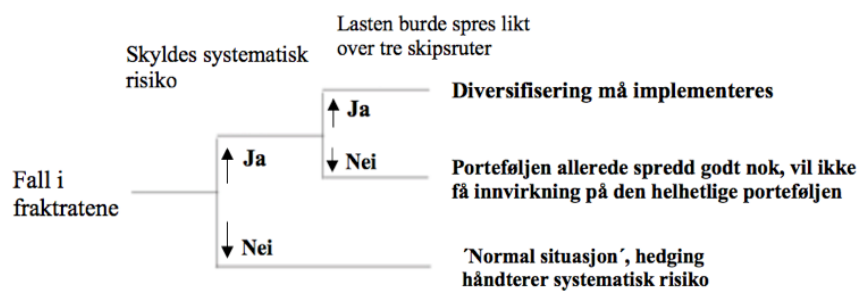 Lasten burde spres likt
over tre skipsruter
Skyldes systematisk
risiko
Diversifisering må implementeres
Ja
Ja
Nei
Porteføljen allerede spredd godt nok, vil ikke
få innvirkning på den helhetlige porteføljen
Fall i
fraktratene
Nei
´Normal situasjon´, hedging
håndterer systematisk risiko